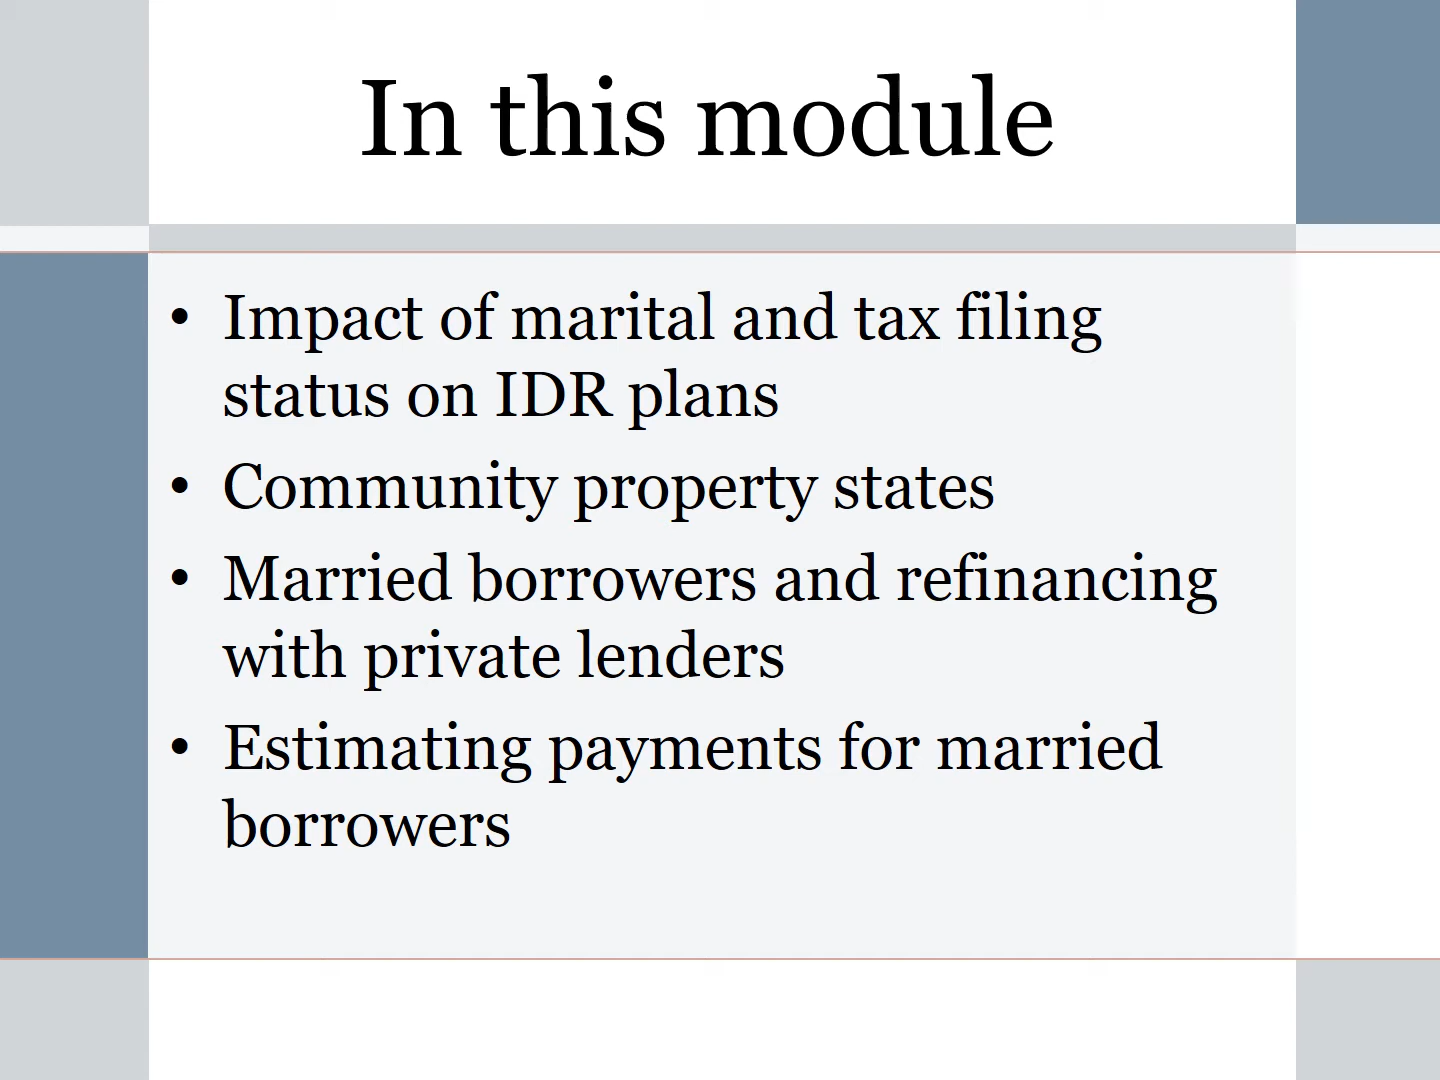 In this module
• Impact of marital and tax filing
status on IDR plans
• Community property states
• Married borrowers and refinancing
with private lenders
• Estimating payments for married
borrowers